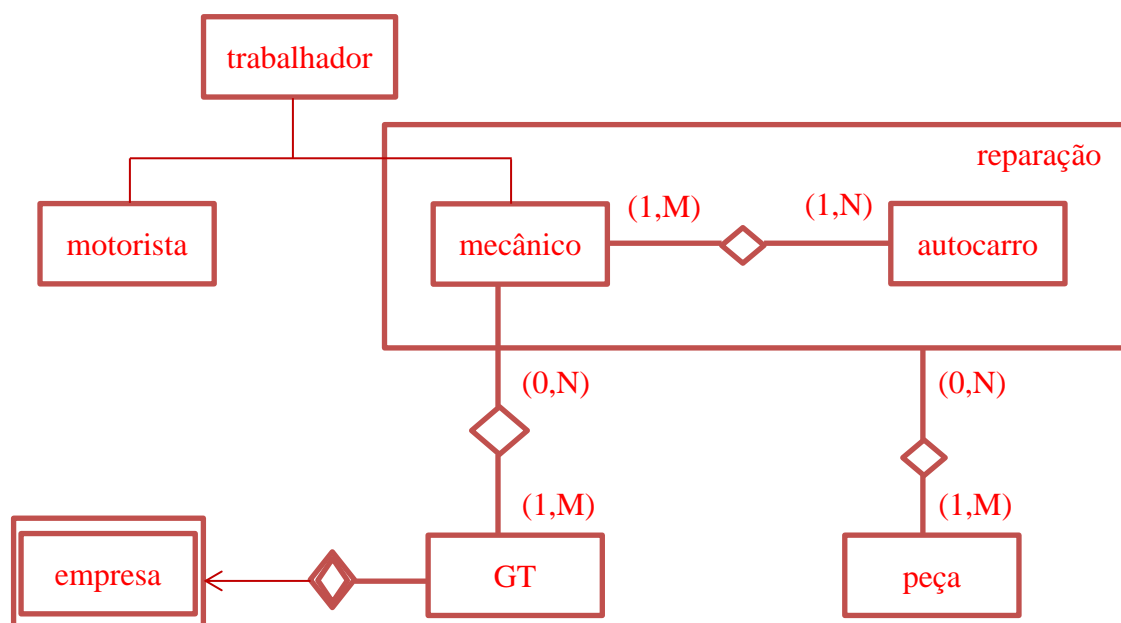 trabalhador
reparação
(1,M)
(1,N)
motorista
mecânico
autocarro
(0,N)
(0,N)
(1,M)
(1,M)
empresa
GT
peça